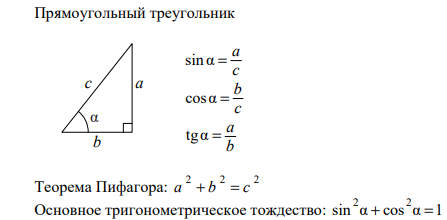 Прямоугольный треугольник
sin α = a/c
c
a
cos α = b/c
α
tg α = a/b
b
Теорема Пифагора: a² + b² = c²
Основное тригонометрическое тождество: sin²α + cos²α = 1